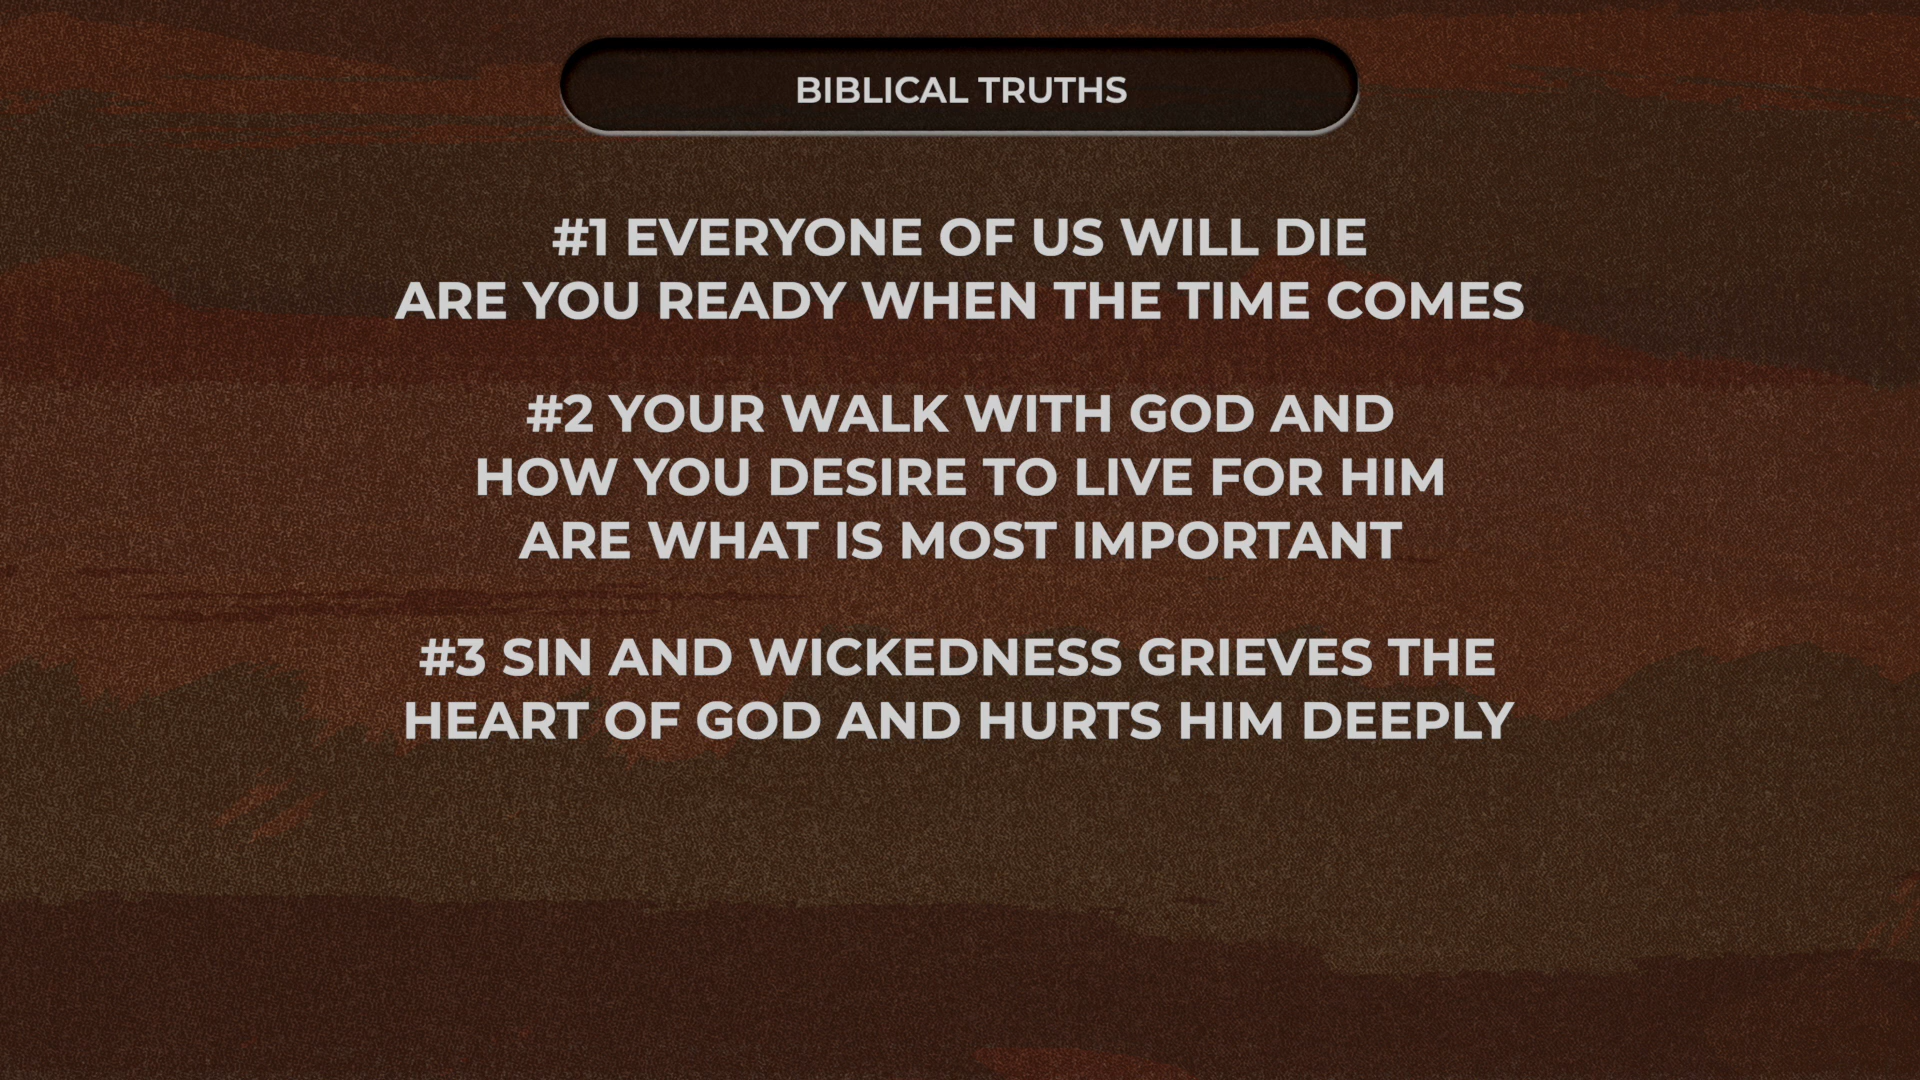 BIBLICAL TRUTHS
#1 EVERYONE OF US WILL DIE
ARE YOU READY WHEN THE TIME COMES
#2 YOUR WALK WITH GOD AND
HOW YOU DESIRE TO LIVE FOR HIM
ARE WHAT IS MOST IMPORTANT
#3 SIN AND WICKEDNESS GRIEVES THE
HEART OF GOD AND HURTS HIM DEEPLY